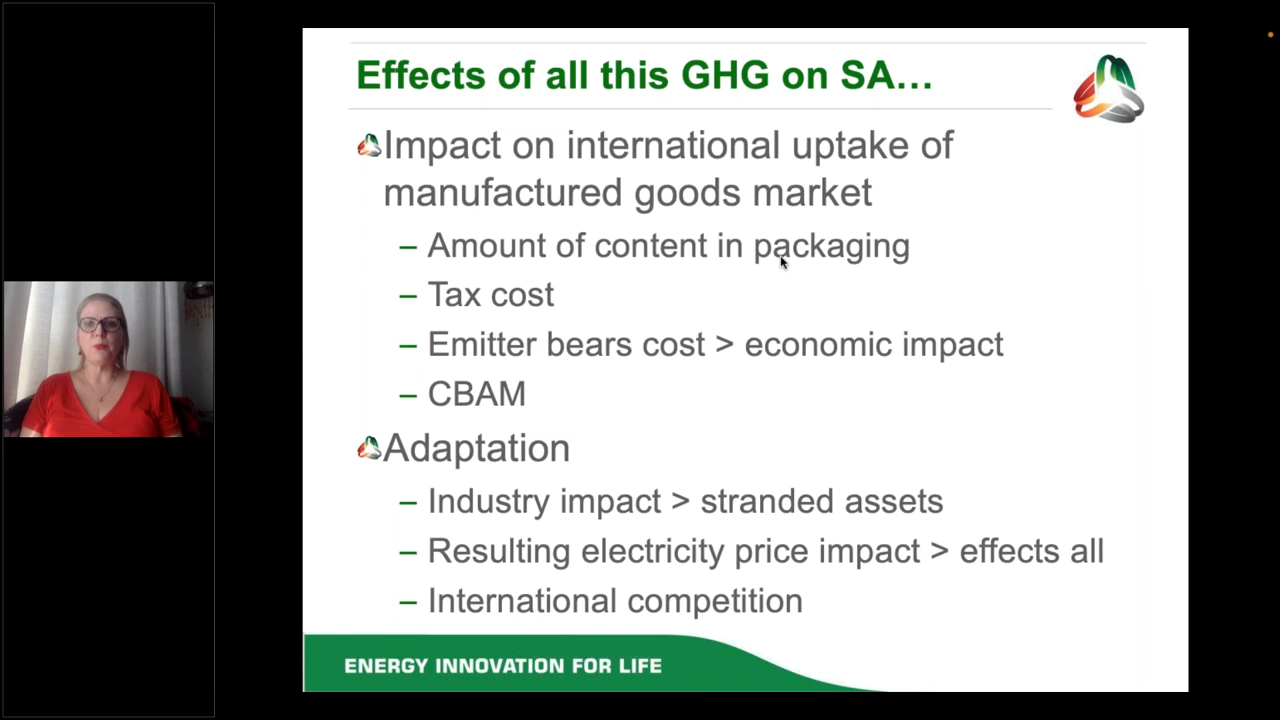 Effects of all this GHG on SA…
Impact on international uptake of
manufactured goods market
– Amount of content in packaging
– Tax cost
– Emitter bears cost > economic impact
– CBAM
Adaptation
– Industry impact > stranded assets
– Resulting electricity price impact > effects all
– International competition
ENERGY INNOVATION FOR LIFE